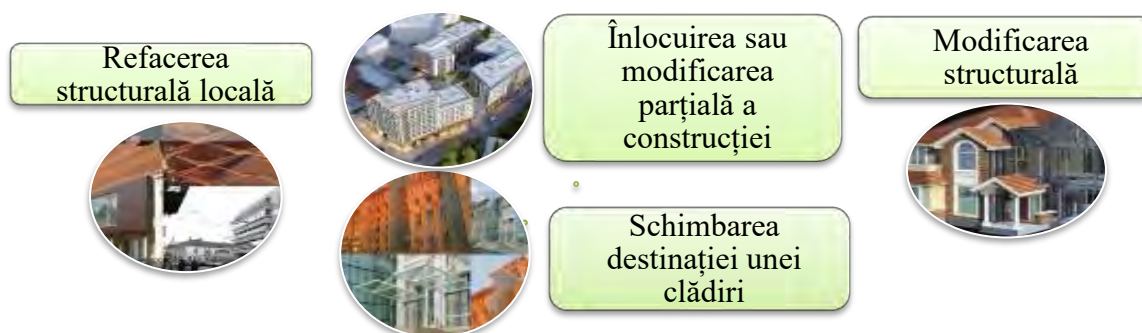 Refacerea
structurală locală
Înlocuirea sau
modificarea
parțială a
construcției
Modificarea
structurală
Schimbarea
destinației unei
clădiri